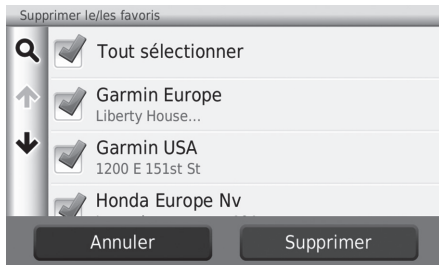 Supprimer le/les favoris
Tout sélectionner
Garmin Europe
Liberty House...
Garmin USA
1200 E 151st St
Honda Europe Nv
Annuler
Supprimer